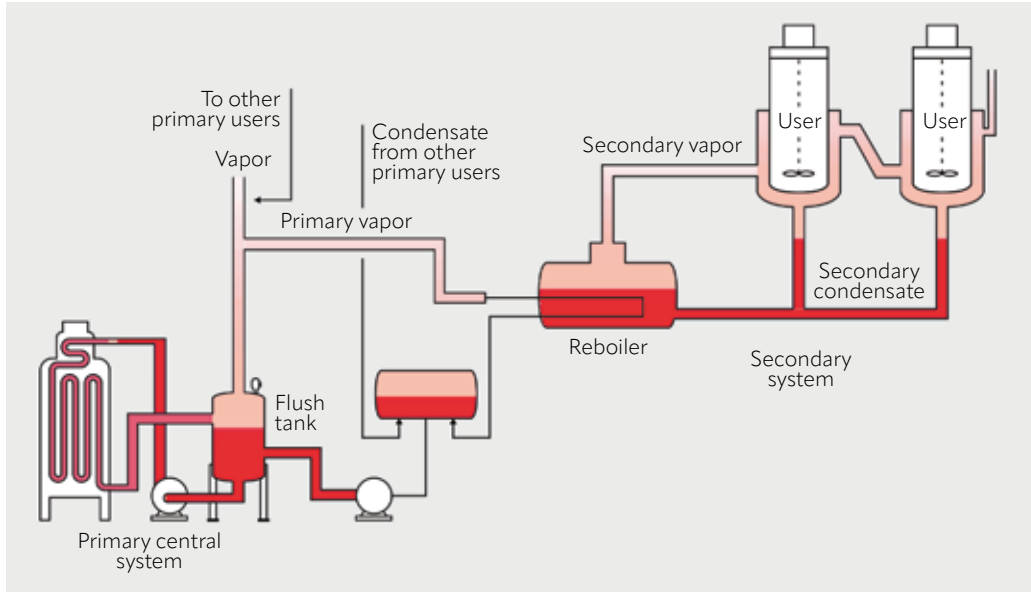 To other
primary users
Vapor
Condensate
from other
primary users
Primary vapor
Secondary vapor
User
User
Secondary
condensate
Reboiler
Secondary
system
Flush
tank
Primary central
system